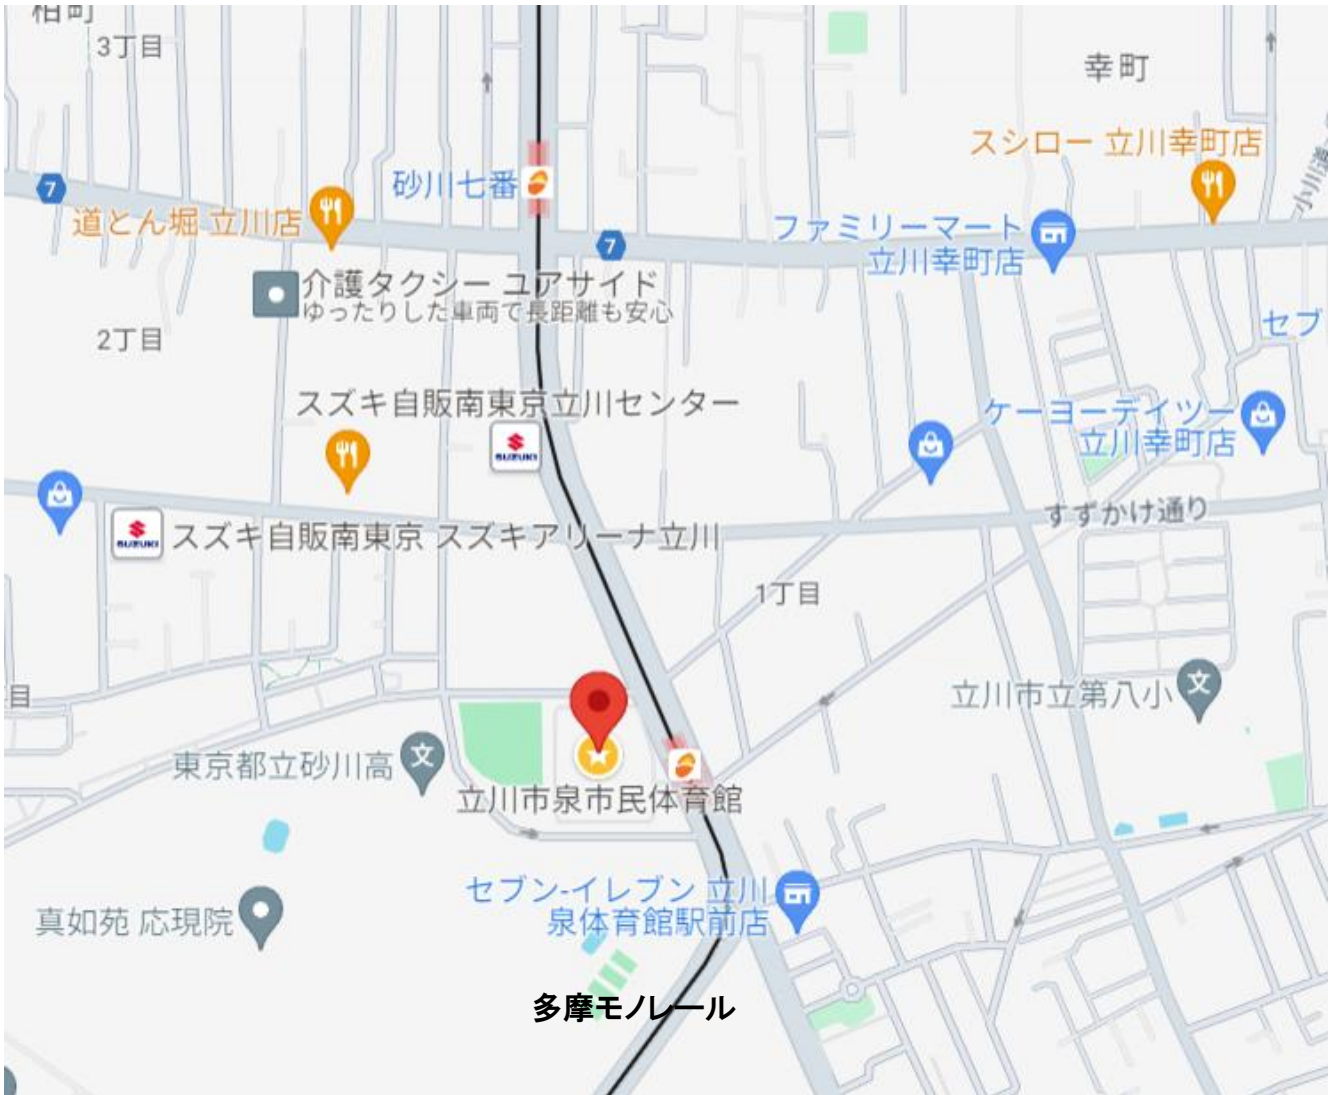 柏町
3丁目
幸町
スシロー 立川幸町店
7
砂川七番
道とん堀 立川店
7
ファミリーマート
立川幸町店
介護タクシー ユアサイド
ゆったりした車両で長距離も安心
2丁目
セブ
スズキ自販南東京立川センター
SUZUKI
ケーヨーデイツー
立川幸町店
すずかけ通り
SUZUKI
スズキ自販南東京 スズキアリーナ立川
1丁目
目
立川市立第八小
文
東京都立砂川高
文
立川市泉市民体育館
セブン-イレブン 立川
泉体育館駅前店
真如苑 応現院
多摩モノレール